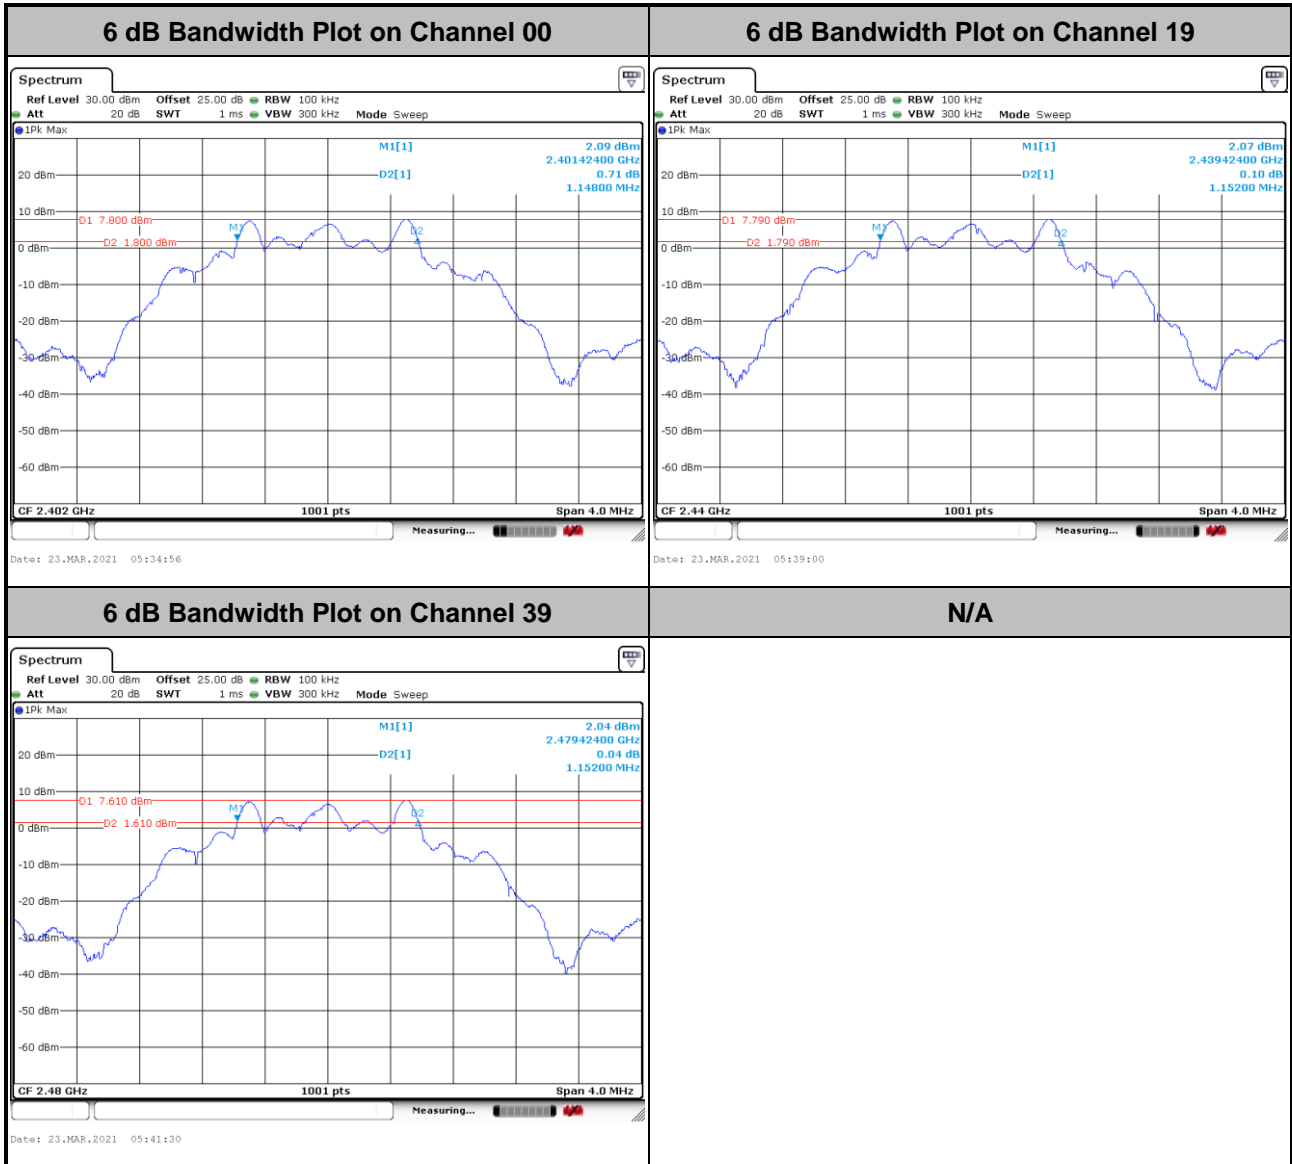 6 dB Bandwidth Plot on Channel 00
Spectrum
Ref Level 30.00 dBm Offset 25.00 dB RBW 100 kHz
Att 20 dB SWT 1 ms VBW 300 kHz Mode Sweep
1Pk Max
M1[1] 2.09 dBm
2.40142400 GHz
20 dBm
D2[1] 0.71 dB
1.14800 MHz
10 dBm
D1 7.800 dBm
M1
D2
D2 1.800 dBm
0 dBm
-10 dBm
-20 dBm
-30 dBm
-40 dBm
-50 dBm
-60 dBm
CF 2.402 GHz 1001 pts Span 4.0 MHz
Measuring...
Date: 23.MAR.2021 05:34:56
6 dB Bandwidth Plot on Channel 19
Spectrum
Ref Level 30.00 dBm Offset 25.00 dB RBW 100 kHz
Att 20 dB SWT 1 ms VBW 300 kHz Mode Sweep
1Pk Max
M1[1] 2.07 dBm
2.43942400 GHz
20 dBm
D2[1] 0.10 dB
1.15200 MHz
10 dBm
D1 7.790 dBm
M1
D2
D2 1.790 dBm
0 dBm
-10 dBm
-20 dBm
-30 dBm
-40 dBm
-50 dBm
-60 dBm
CF 2.44 GHz 1001 pts Span 4.0 MHz
Measuring...
Date: 23.MAR.2021 05:39:00
6 dB Bandwidth Plot on Channel 39
Spectrum
Ref Level 30.00 dBm Offset 25.00 dB RBW 100 kHz
Att 20 dB SWT 1 ms VBW 300 kHz Mode Sweep
1Pk Max
M1[1] 2.04 dBm
2.47942400 GHz
20 dBm
D2[1] 0.04 dB
1.15200 MHz
10 dBm
D1 7.610 dBm
M1
D2
D2 1.610 dBm
0 dBm
-10 dBm
-20 dBm
-30 dBm
-40 dBm
-50 dBm
-60 dBm
CF 2.48 GHz 1001 pts Span 4.0 MHz
Measuring...
Date: 23.MAR.2021 05:41:30
N/A